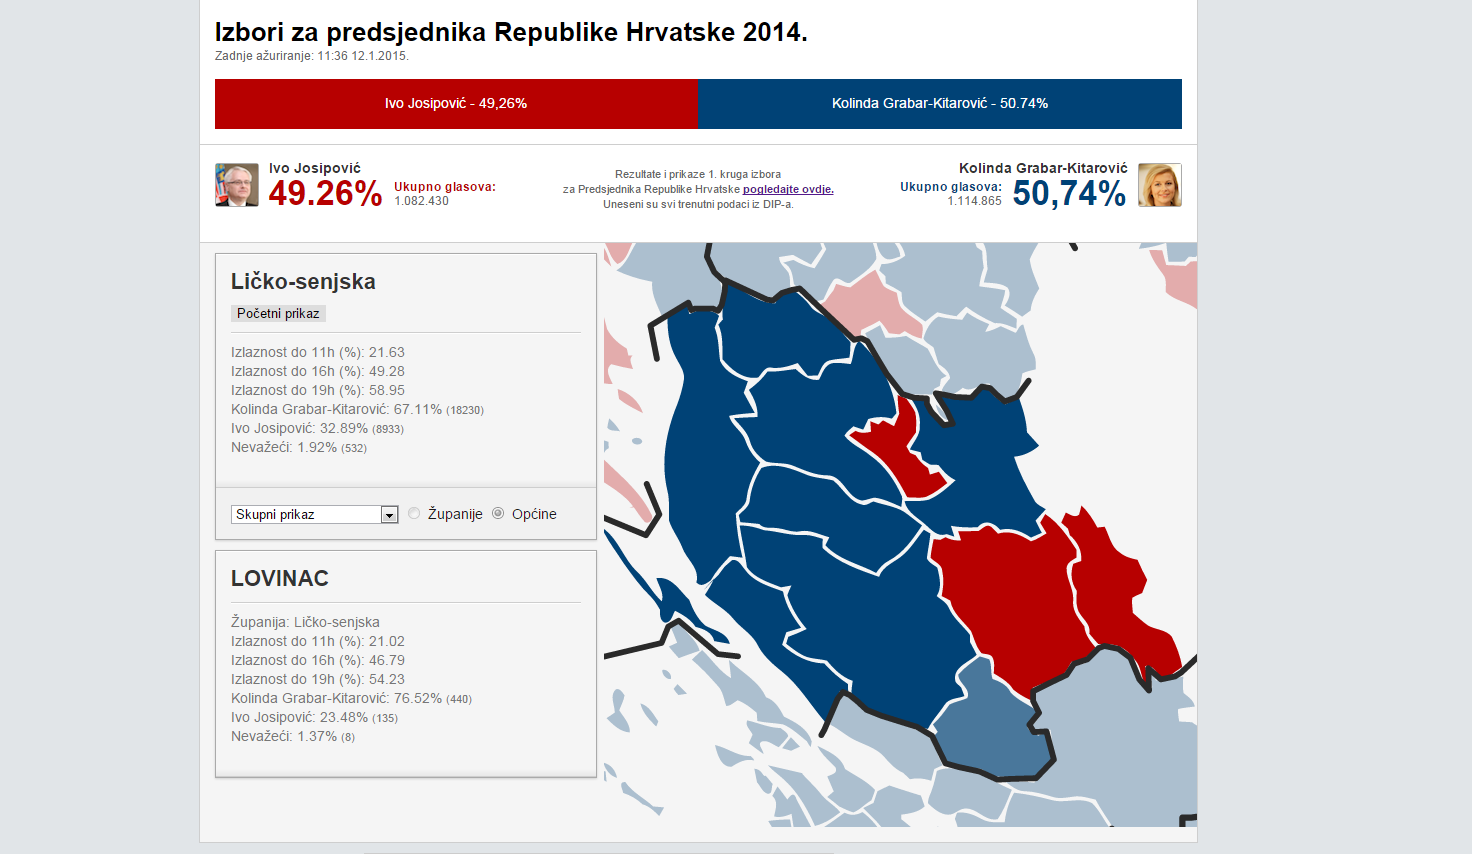 Izbori za predsjednika Republike Hrvatske 2014.
Zadnje ažuriranje: 11:36 12.1.2015.
Ivo Josipović - 49,26%
Kolinda Grabar-Kitarović - 50.74%
Ivo Josipović
49.26%
Ukupno glasova:
1.082.430
Rezultate i prikaze 1. kruga izbora
za Predsjednika Republike Hrvatske pogledajte ovdje.
Uneseni su svi trenutni podaci iz DIP-a.
Kolinda Grabar-Kitarović
Ukupno glasova:
1.114.865
50,74%
Ličko-senjska
Početni prikaz
Izlaznost do 11h (%): 21.63
Izlaznost do 16h (%): 49.28
Izlaznost do 19h (%): 58.95
Kolinda Grabar-Kitarović: 67.11% (18230)
Ivo Josipović: 32.89% (8933)
Nevažeći: 1.92% (532)
Skupni prikaz Županije Općine
LOVINAC
Županija: Ličko-senjska
Izlaznost do 11h (%): 21.02
Izlaznost do 16h (%): 46.79
Izlaznost do 19h (%): 54.23
Kolinda Grabar-Kitarović: 76.52% (440)
Ivo Josipović: 23.48% (135)
Nevažeći: 1.37% (8)